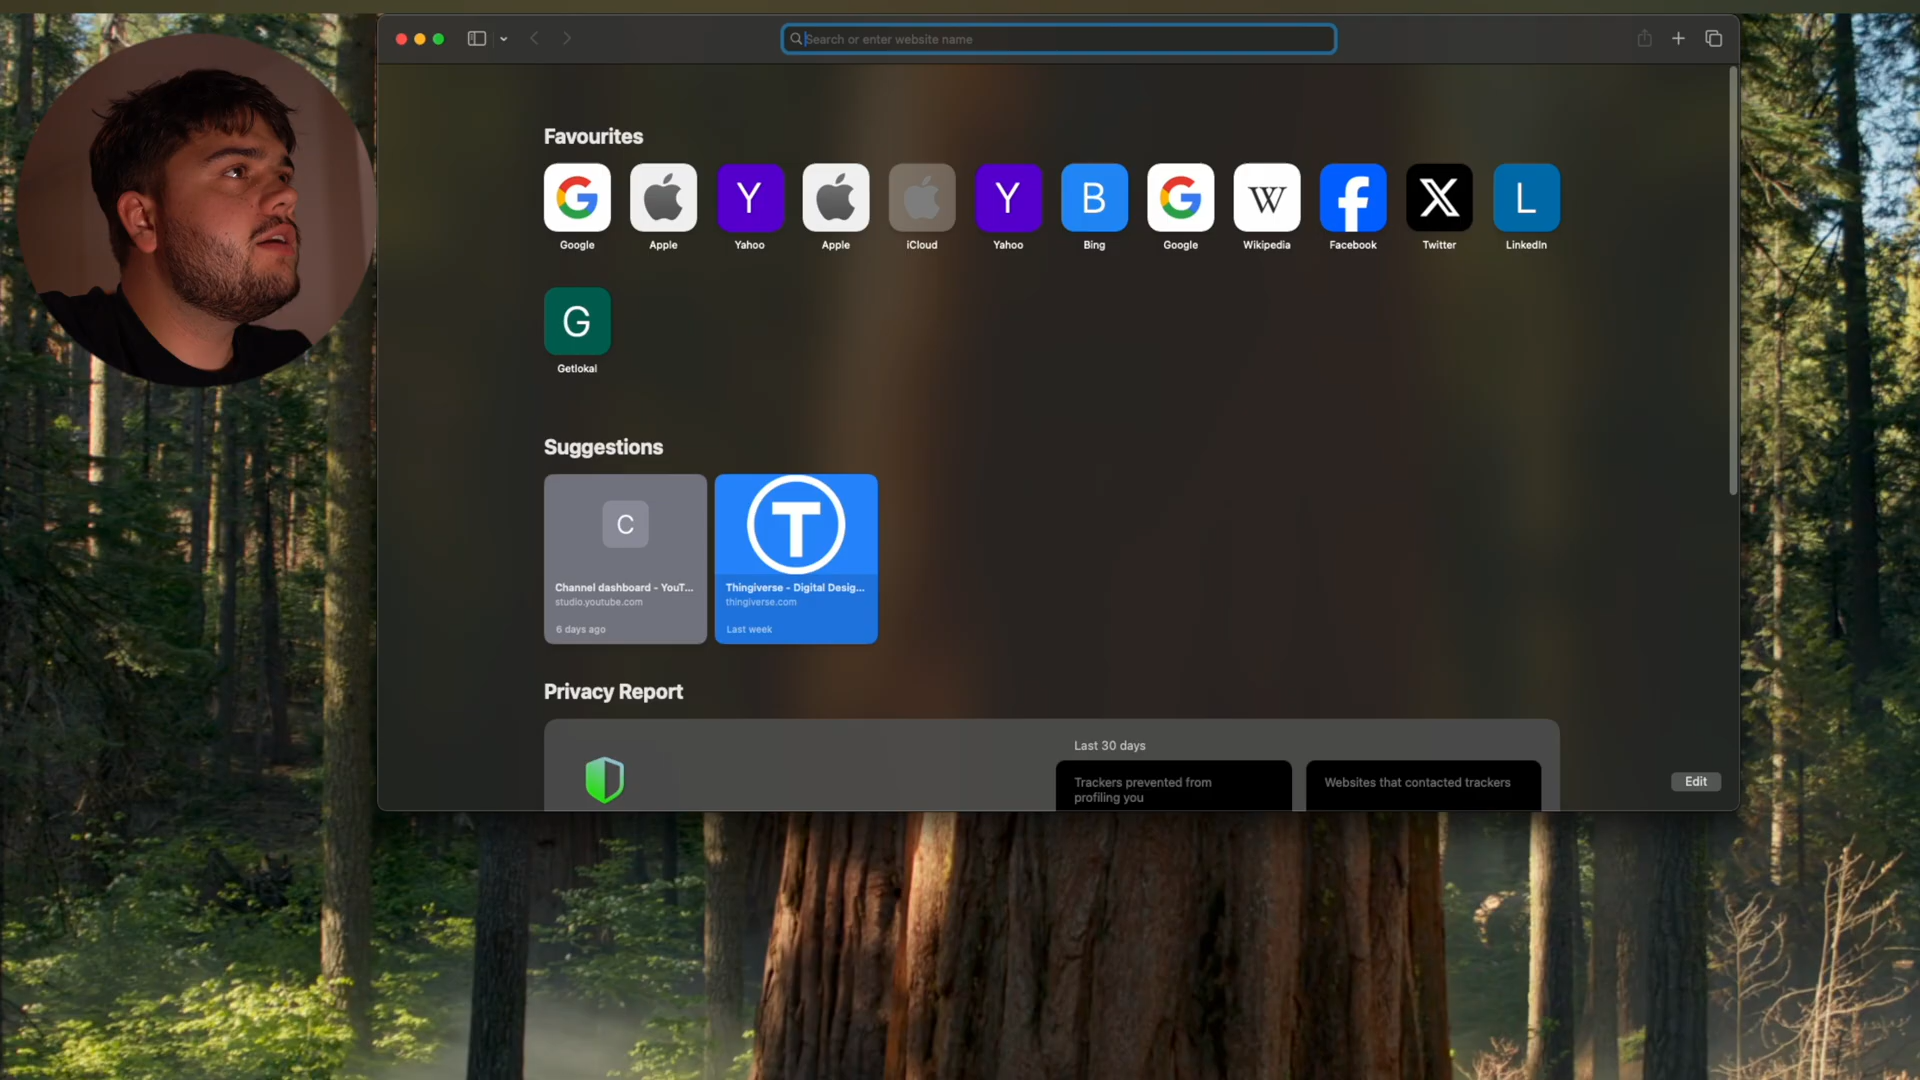 Search or enter website name
Favourites
Google
Apple
Y
Yahoo
Apple
iCloud
Y
Yahoo
B
Bing
Google
W
Wikipedia
Facebook
Twitter
L
LinkedIn
G
Getlokal
Suggestions
C
Channel dashboard - YouT...
studio.youtube.com
6 days ago
T
Thingiverse - Digital Desig...
thingiverse.com
Last week
Privacy Report
Last 30 days
Trackers prevented from
profiling you
Websites that contacted trackers
Edit